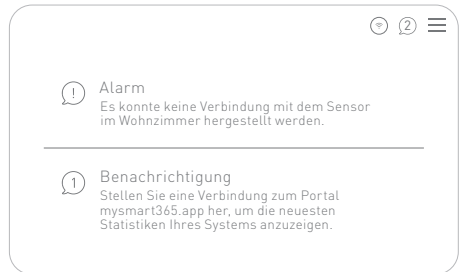 2
!
Alarm
Es konnte keine Verbindung mit dem Sensor
im Wohnzimmer hergestellt werden.
1
Benachrichtigung
Stellen Sie eine Verbindung zum Portal
mysmart365.app her, um die neuesten
Statistiken Ihres Systems anzuzeigen.